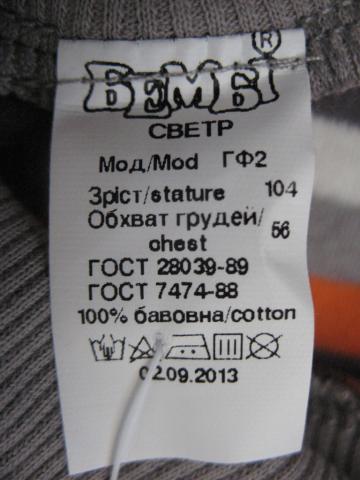 ®
БЕМБІ
СВЕТР
Мод/Mod ГФ2
Зріст/stature 104
Обхват грудей/ 56
chest
ГОСТ 28039-89
ГОСТ 7474-88
100% бавовна/cotton
02.09.2013